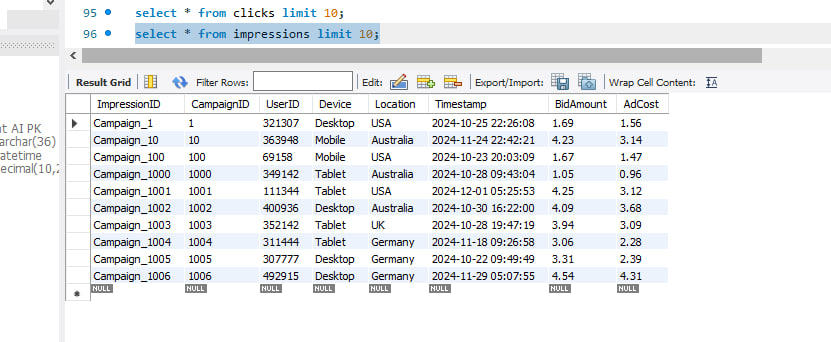 95 select * from clicks limit 10;
96 select * from impressions limit 10;
Result Grid Filter Rows: Edit: Export/Import: Wrap Cell Content: IA
ImpressionID CampaignID UserID Device Location Timestamp BidAmount AdCost
Campaign_1 1 321307 Desktop USA 2024-10-25 22:26:08 1.69 1.56
nt AI PK Campaign_10 10 363948 Mobile Australia 2024-11-24 22:42:21 4.23 3.14
archar(36) Campaign_100 100 69158 Mobile USA 2024-10-23 20:03:09 1.67 1.47
atetime Campaign_1000 1000 349142 Tablet Australia 2024-10-28 09:43:04 1.05 0.96
ecimal(10,2 Campaign_1001 1001 111344 Tablet USA 2024-12-01 05:25:53 4.25 3.12
Campaign_1002 1002 400936 Desktop Australia 2024-10-30 16:22:00 4.09 3.68
Campaign_1003 1003 352142 Tablet UK 2024-10-28 19:47:19 3.94 3.09
Campaign_1004 1004 311444 Tablet Germany 2024-11-18 09:26:58 3.06 2.28
Campaign_1005 1005 307777 Desktop Germany 2024-10-22 09:49:49 3.31 2.39
Campaign_1006 1006 492915 Desktop Germany 2024-11-29 05:07:55 4.54 4.31
NULL NULL NULL NULL NULL NULL NULL NULL